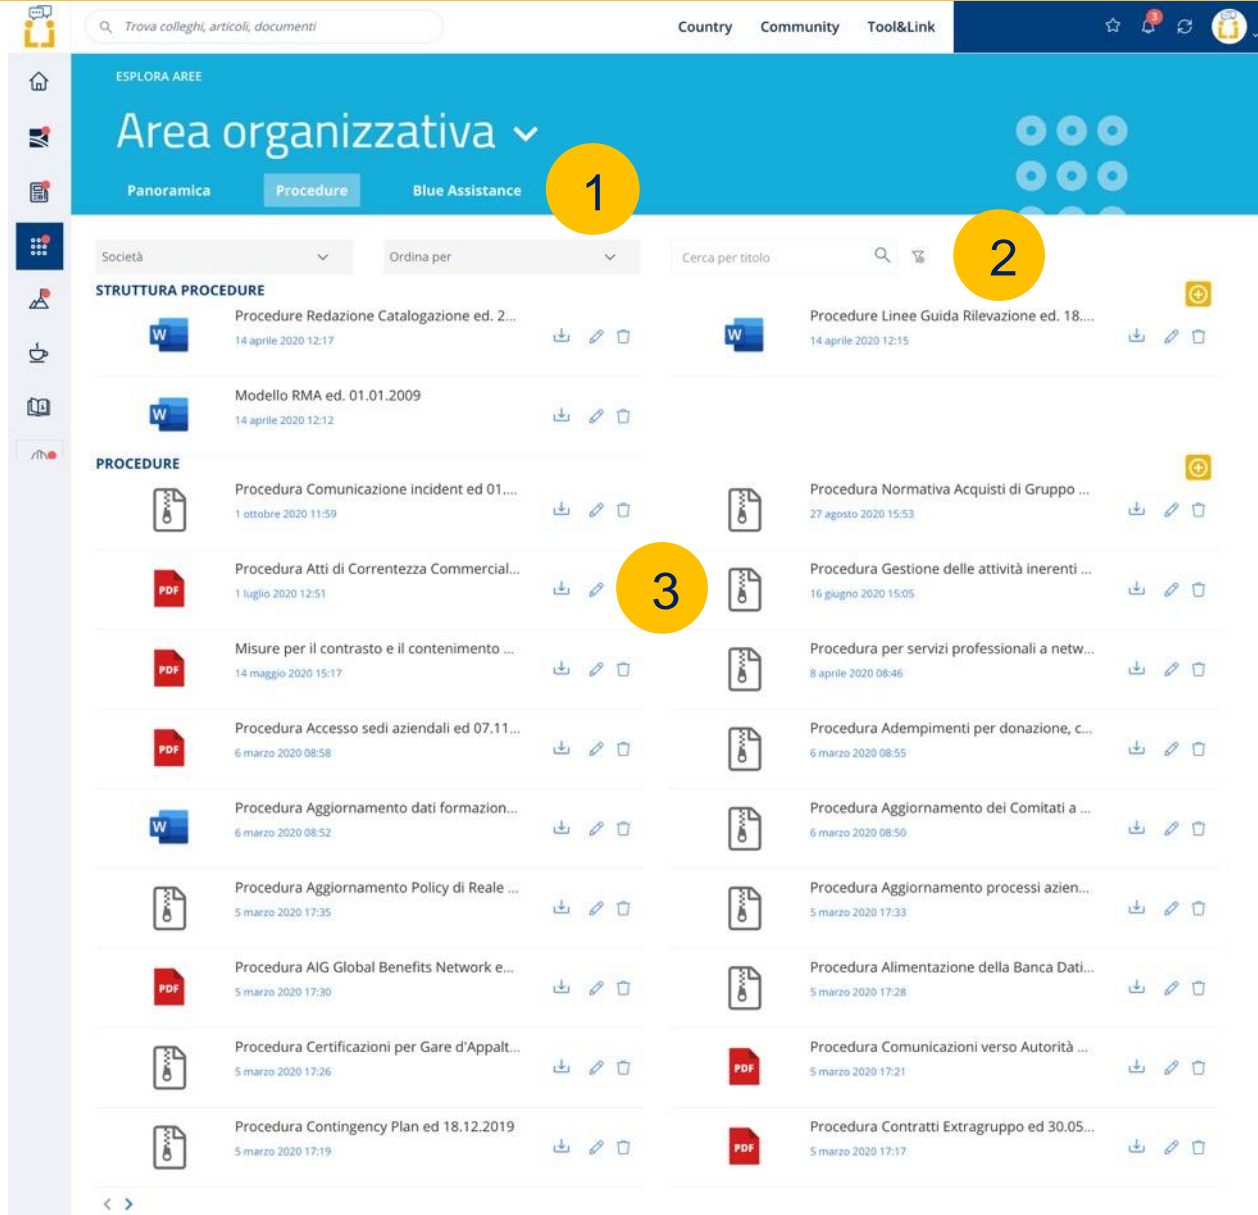 Trova colleghi, articoli, documenti
Country Community Tool&Link
3
ESPLORA AREE
Area organizzativa
Panoramica Procedure Blue Assistance
1
Società Ordina per Cerca per titolo
2
STRUTTURA PROCEDURE
Procedure Redazione Catalogazione ed. 2...
14 aprile 2020 12:17
Procedure Linee Guida Rilevazione ed. 18....
14 aprile 2020 12:15
Modello RMA ed. 01.01.2009
14 aprile 2020 12:12
PROCEDURE
Procedura Comunicazione incident ed 01....
1 ottobre 2020 11:59
Procedura Normativa Acquisti di Gruppo ...
27 agosto 2020 15:53
PDF
Procedura Atti di Correntezza Commercial...
1 luglio 2020 12:51
3
Procedura Gestione delle attività inerenti ...
16 giugno 2020 15:05
PDF
Misure per il contrasto e il contenimento ...
14 maggio 2020 15:17
Procedura per servizi professionali a netw...
8 aprile 2020 08:46
PDF
Procedura Accesso sedi aziendali ed 07.11...
6 marzo 2020 08:58
Procedura Adempimenti per donazione, c...
6 marzo 2020 08:55
W
Procedura Aggiornamento dati formazion...
6 marzo 2020 08:52
Procedura Aggiornamento dei Comitati a ...
6 marzo 2020 08:50
Procedura Aggiornamento Policy di Reale ...
5 marzo 2020 17:35
Procedura Aggiornamento processi azien...
5 marzo 2020 17:33
PDF
Procedura AIG Global Benefits Network e...
5 marzo 2020 17:30
Procedura Alimentazione della Banca Dati...
5 marzo 2020 17:28
Procedura Certificazioni per Gare d'Appalt...
5 marzo 2020 17:26
PDF
Procedura Comunicazioni verso Autorità ...
5 marzo 2020 17:21
Procedura Contingency Plan ed 18.12.2019
5 marzo 2020 17:19
PDF
Procedura Contratti Extragruppo ed 30.05...
5 marzo 2020 17:17